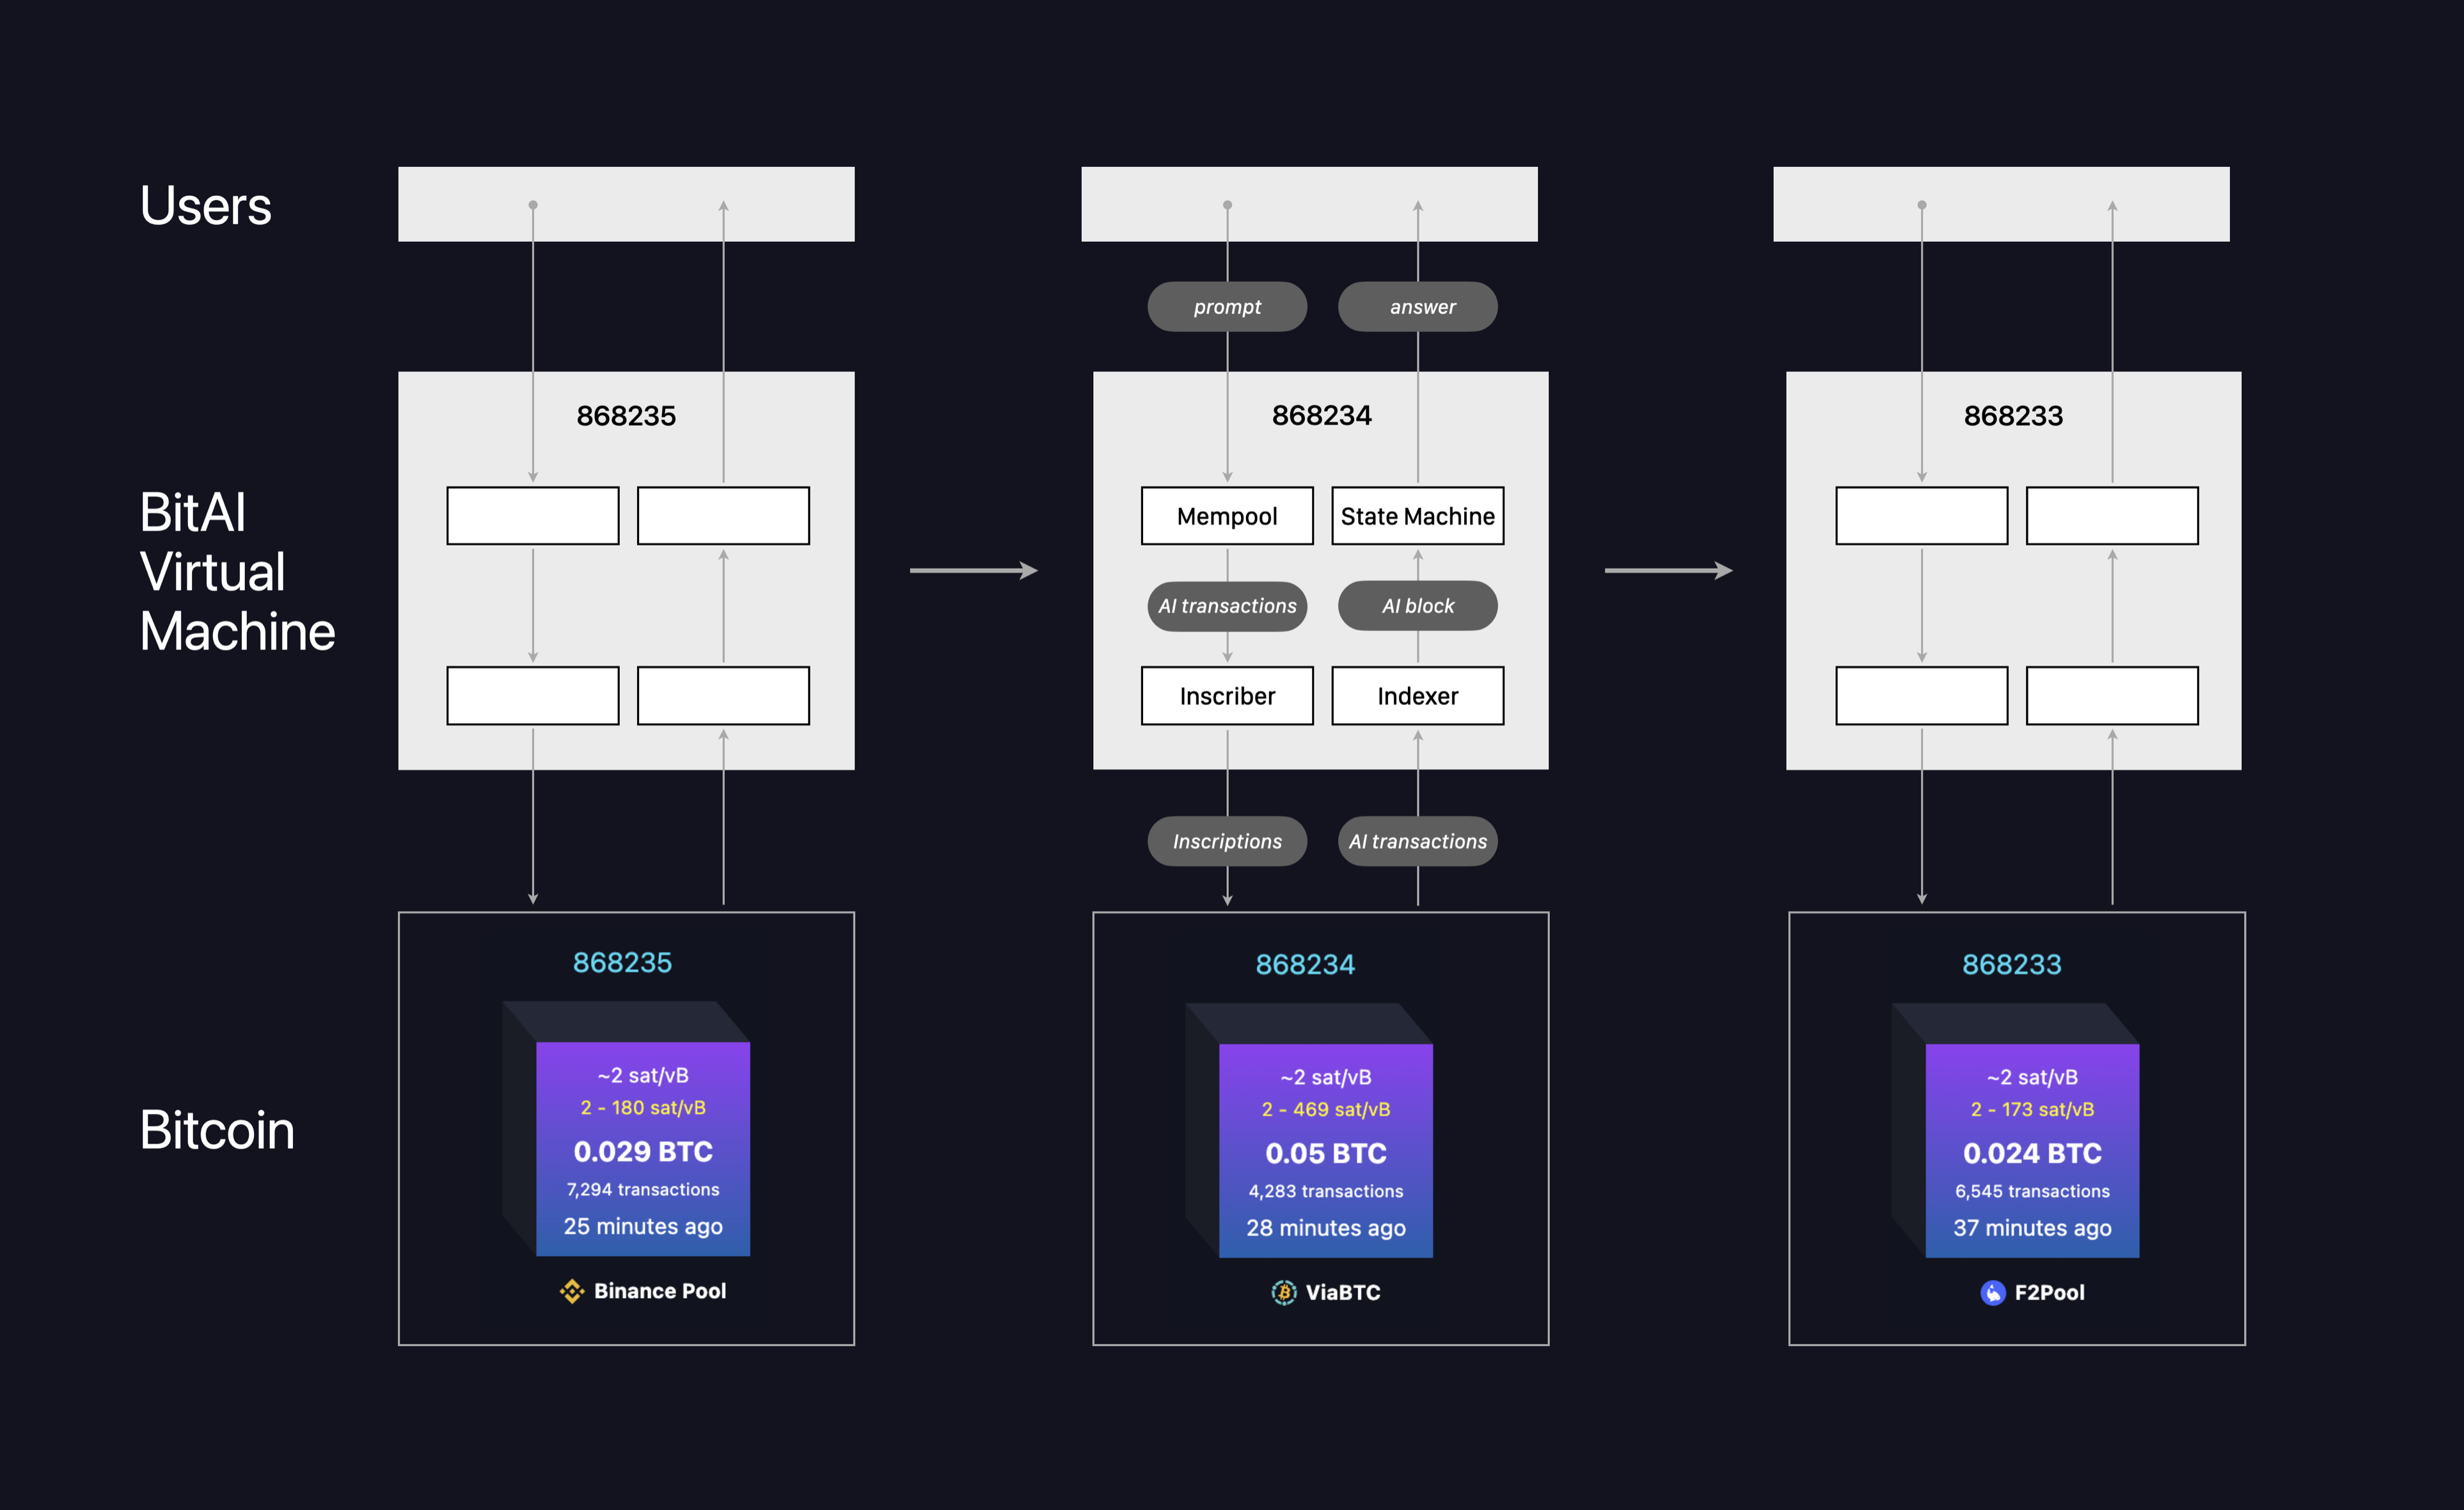 Users
prompt
answer
BitAI
Virtual
Machine
868235
868234
868233
Mempool
State Machine
AI transactions
AI block
Inscriber
Indexer
Inscriptions
AI transactions
Bitcoin
868235
~2 sat/vB
2 - 180 sat/vB
0.029 BTC
7,294 transactions
25 minutes ago
Binance Pool
868234
~2 sat/vB
2 - 469 sat/vB
0.05 BTC
4,283 transactions
28 minutes ago
ViaBTC
868233
~2 sat/vB
2 - 173 sat/vB
0.024 BTC
6,545 transactions
37 minutes ago
F2Pool